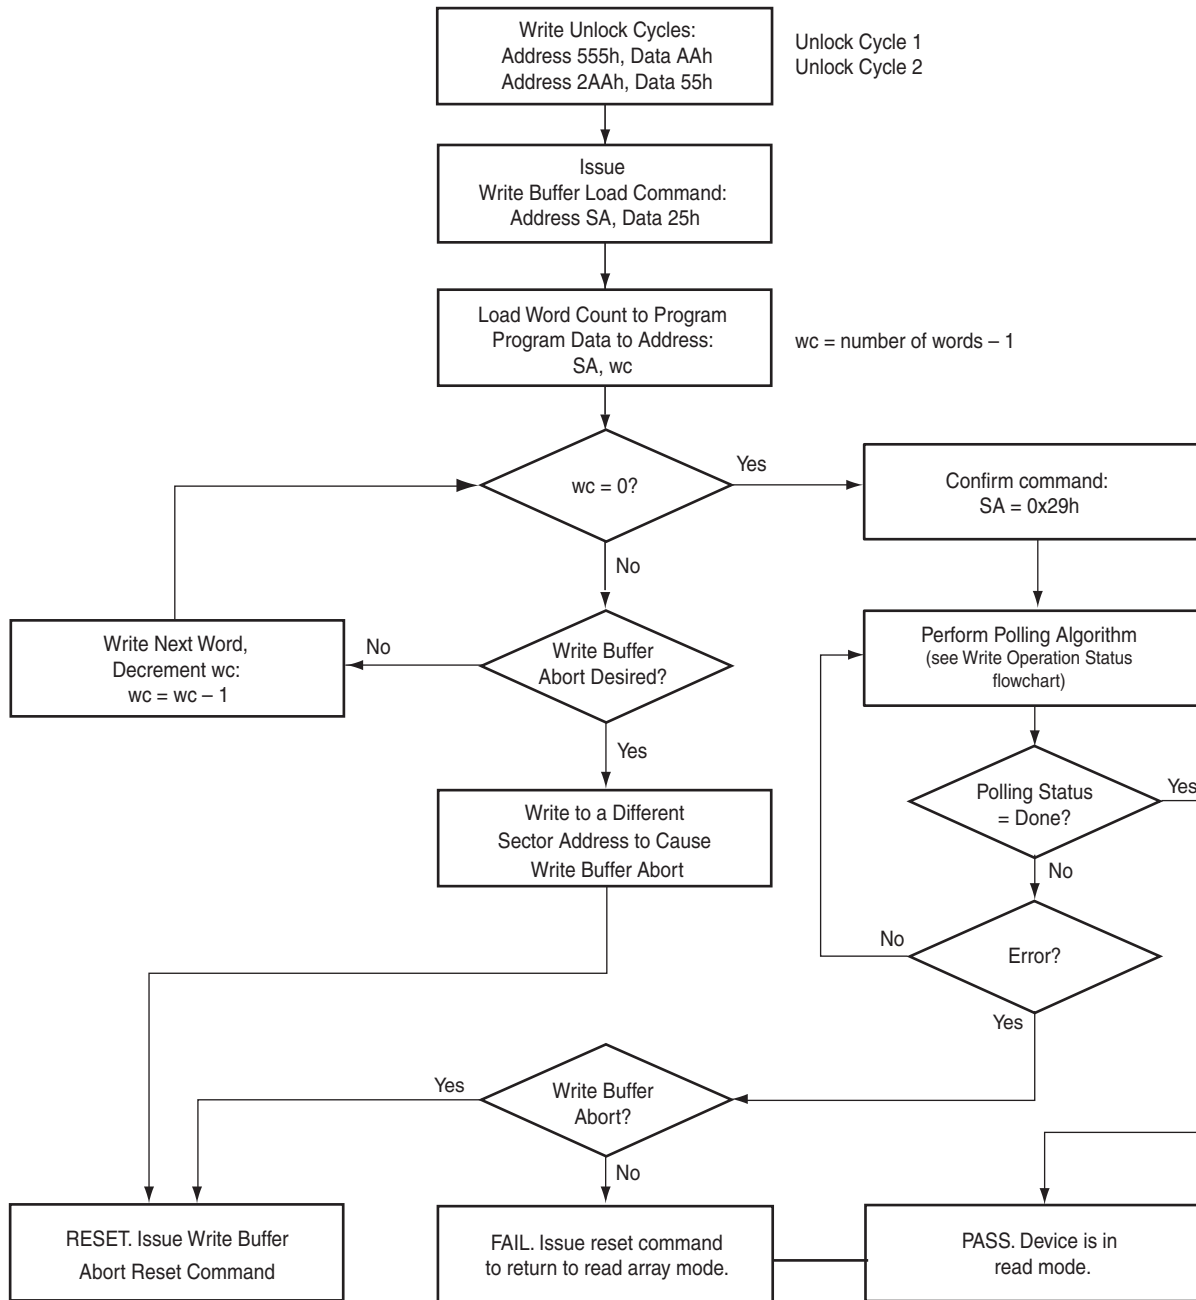 Write Unlock Cycles:
Address 555h, Data AAh
Address 2AAh, Data 55h
Unlock Cycle 1
Unlock Cycle 2
Issue
Write Buffer Load Command:
Address SA, Data 25h
Load Word Count to Program
Program Data to Address:
SA, wc
wc = number of words – 1
wc = 0?
Yes
Confirm command:
SA = 0x29h
No
Write Next Word,
Decrement wc:
wc = wc – 1
No
Write Buffer
Abort Desired?
Perform Polling Algorithm
(see Write Operation Status
flowchart)
Yes
Write to a Different
Sector Address to Cause
Write Buffer Abort
Polling Status
= Done?
Yes
No
No
Error?
Yes
Yes
Write Buffer
Abort?
No
RESET. Issue Write Buffer
Abort Reset Command
FAIL. Issue reset command
to return to read array mode.
PASS. Device is in
read mode.